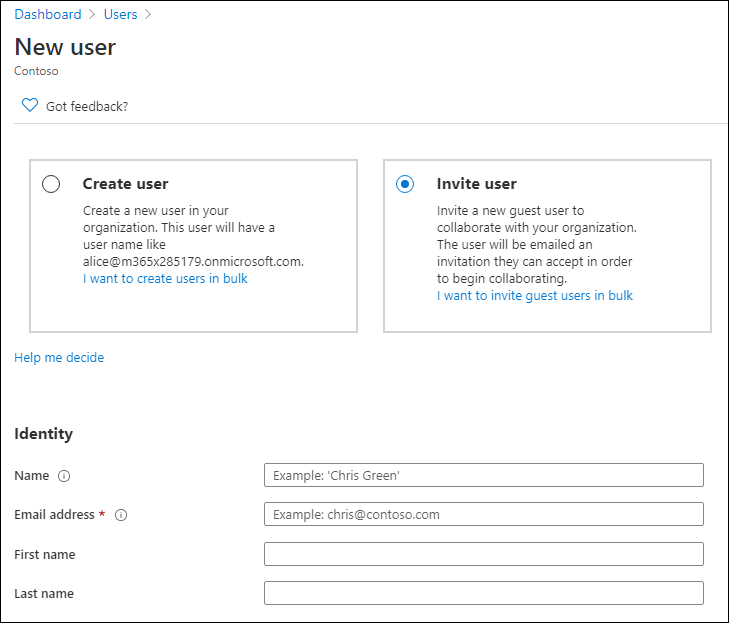 Dashboard > Users >
New user
Contoso
Got feedback?
Create user
Create a new user in your
organization. This user will have a
user name like
alice@m365x285179.onmicrosoft.com.
I want to create users in bulk
Invite user
Invite a new guest user to
collaborate with your organization.
The user will be emailed an
invitation they can accept in order
to begin collaborating.
I want to invite guest users in bulk
Help me decide
Identity
Name
Example: 'Chris Green'
Email address *
Example: chris@contoso.com
First name
Last name